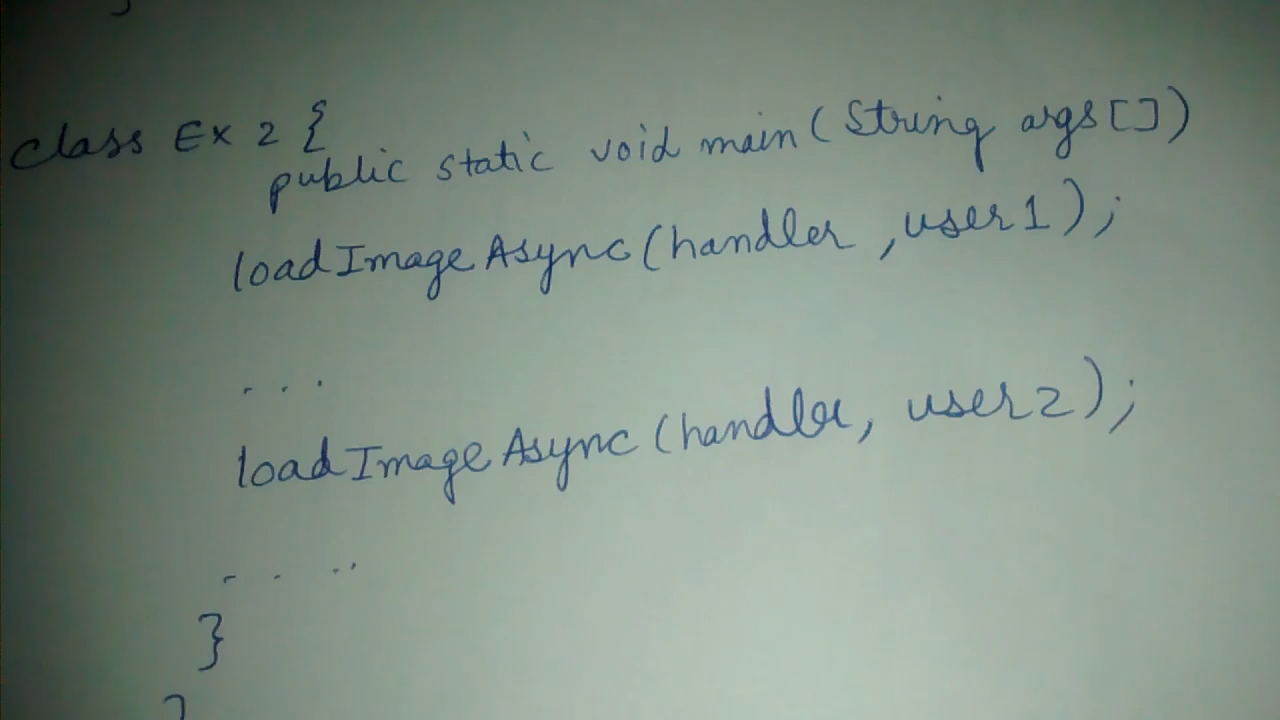 }
class Ex 2 {
public static void main (String args[])
loadImageAsync(handler ,user1);
...
loadImageAsync (handler, user2);
....
}
}